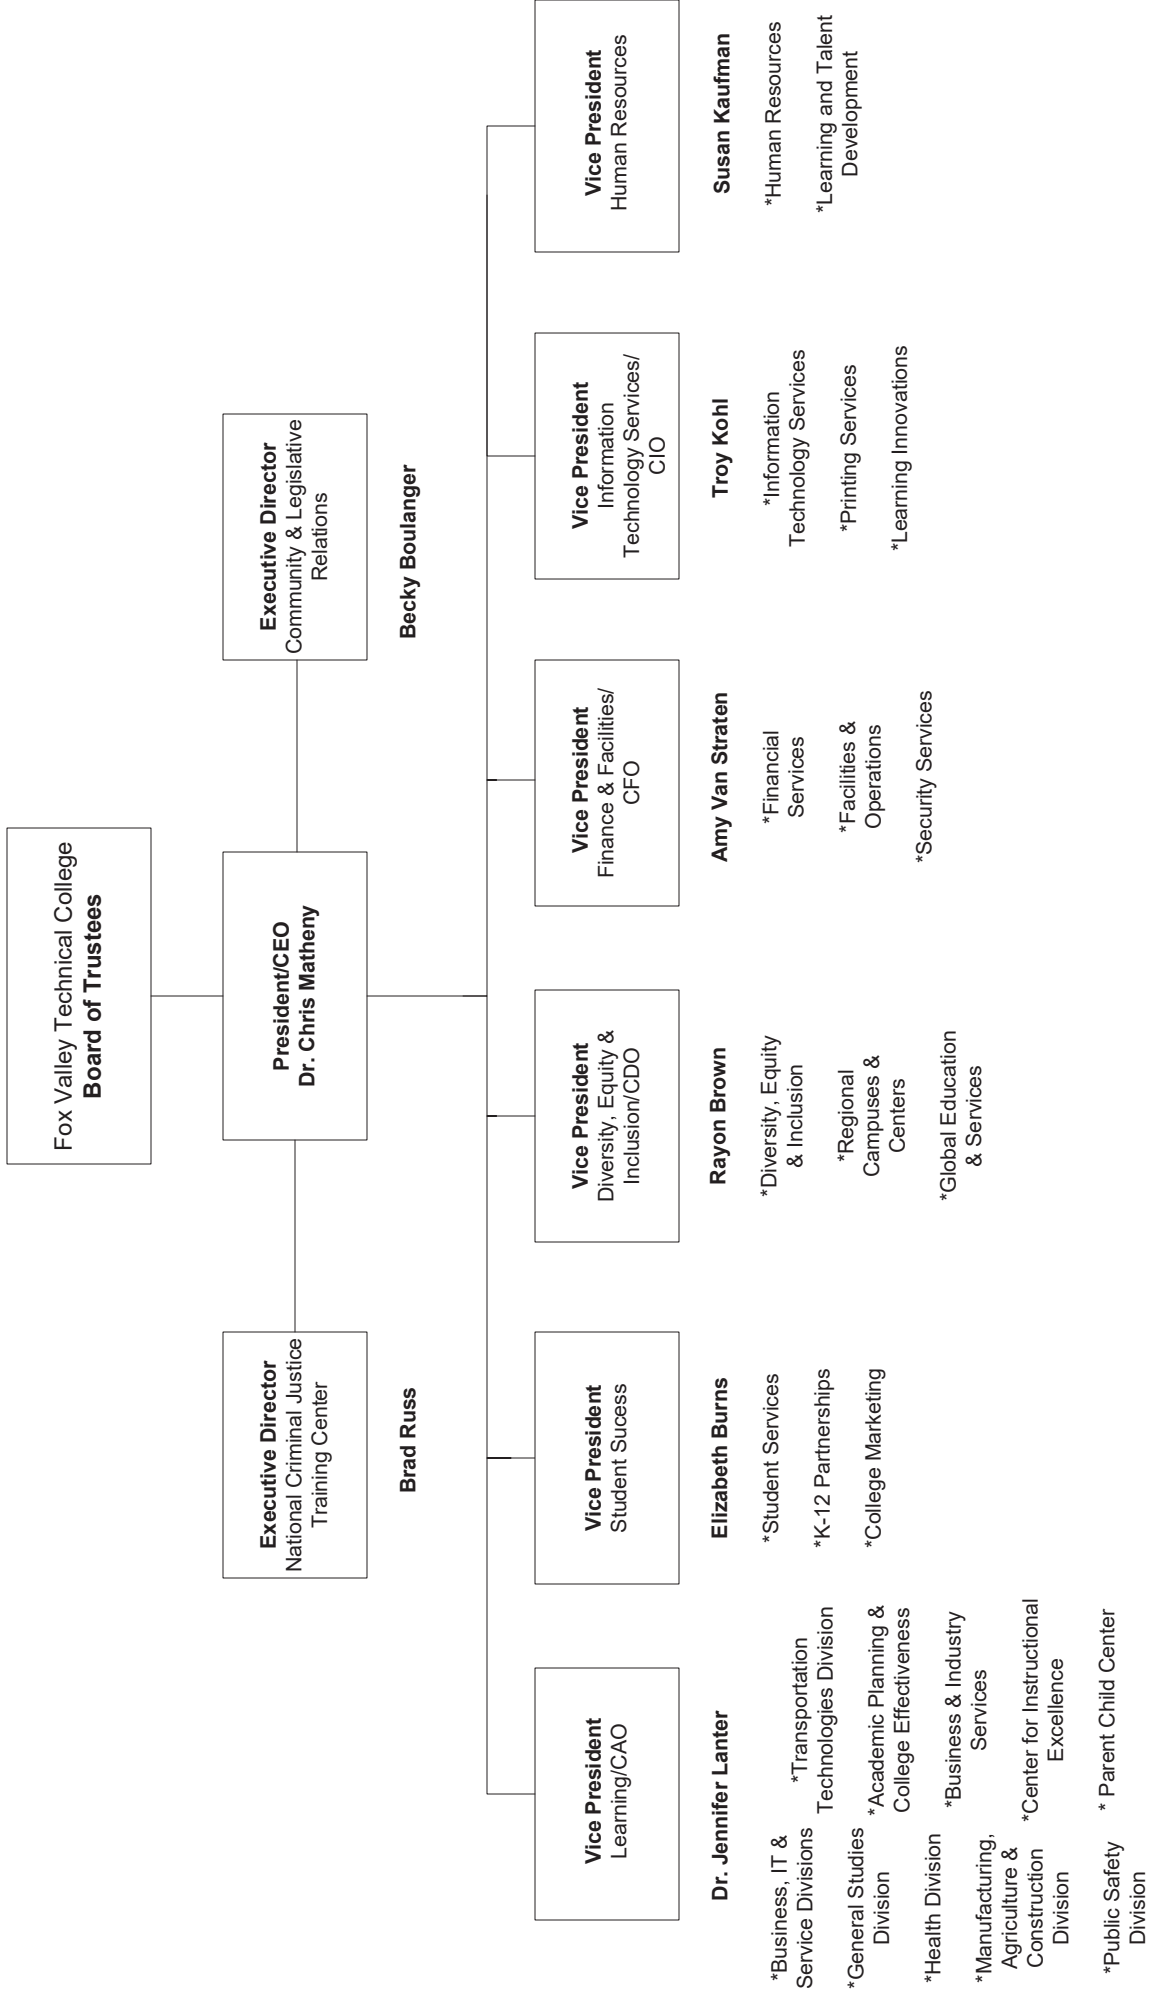 Fox Valley Technical College
Board of Trustees
Executive Director
National Criminal Justice
Training Center
Brad Russ
President/CEO
Dr. Chris Matheny
Executive Director
Community & Legislative
Relations
Becky Boulanger
Vice President
Learning/CAO
Dr. Jennifer Lanter
*Business, IT &
Service Divisions
*General Studies
Division
*Health Division
*Manufacturing,
Agriculture &
Construction
Division
*Public Safety
Division
*Transportation
Technologies Division
*Academic Planning &
College Effectiveness
*Business & Industry
Services
*Center for Instructional
Excellence
* Parent Child Center
Vice President
Student Sucess
Elizabeth Burns
*Student Services
*K-12 Partnerships
*College Marketing
Vice President
Diversity, Equity &
Inclusion/CDO
Rayon Brown
*Diversity, Equity
& Inclusion
*Regional
Campuses &
Centers
*Global Education
& Services
Vice President
Finance & Facilities/
CFO
Amy Van Straten
*Financial
Services
*Facilities &
Operations
*Security Services
Vice President
Information
Technology Services/
CIO
Troy Kohl
*Information
Technology Services
*Printing Services
*Learning Innovations
Vice President
Human Resources
Susan Kaufman
*Human Resources
*Learning and Talent
Development